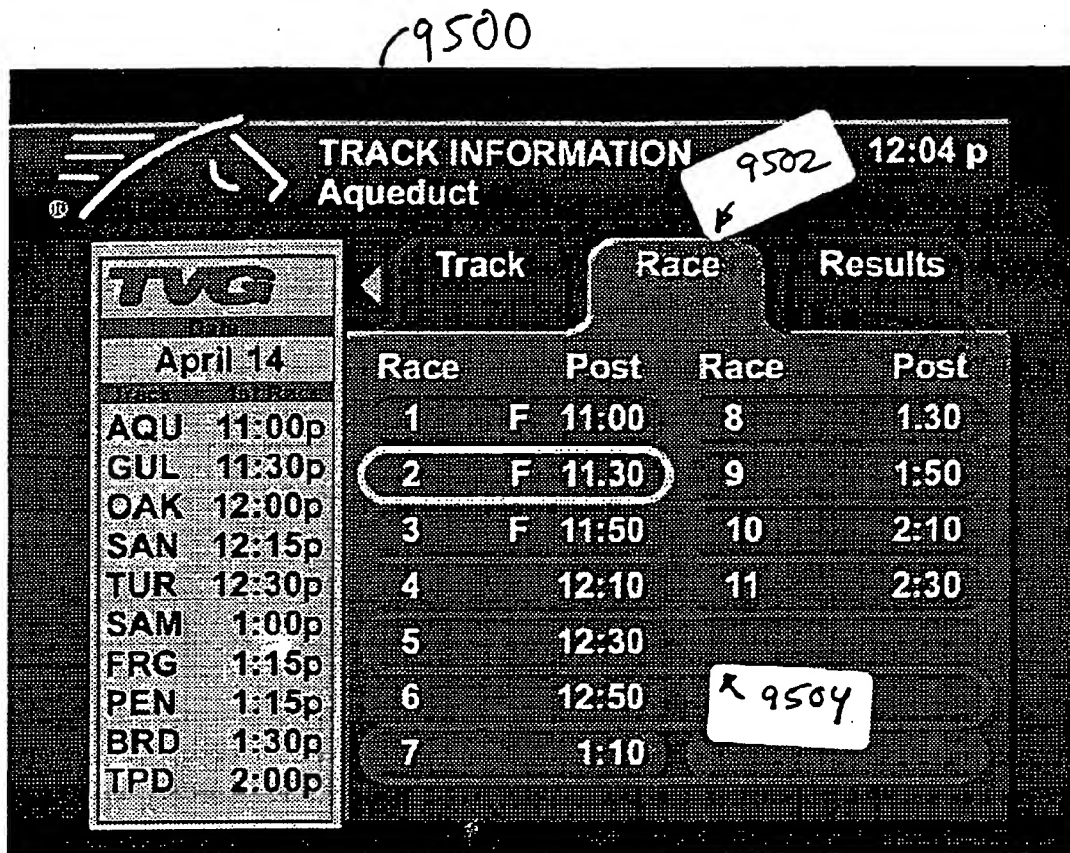 9500
TRACK INFORMATION
9502
12:04 p
Aqueduct
®
TVG
Date
April 14
Track 1st Race
AQU 11:00p
GUL 11:30p
OAK 12:00p
SAN 12:15p
TUR 12:30p
SAM 1:00p
FRG 1:15p
PEN 1:15p
BRD 1:30p
TPD 2:00p
Track Race Results
Race Post Race Post
1 F 11:00 8 1.30
2 F 11.30 9 1:50
3 F 11:50 10 2:10
4 12:10 11 2:30
5 12:30
6 12:50
7 1:10
9504